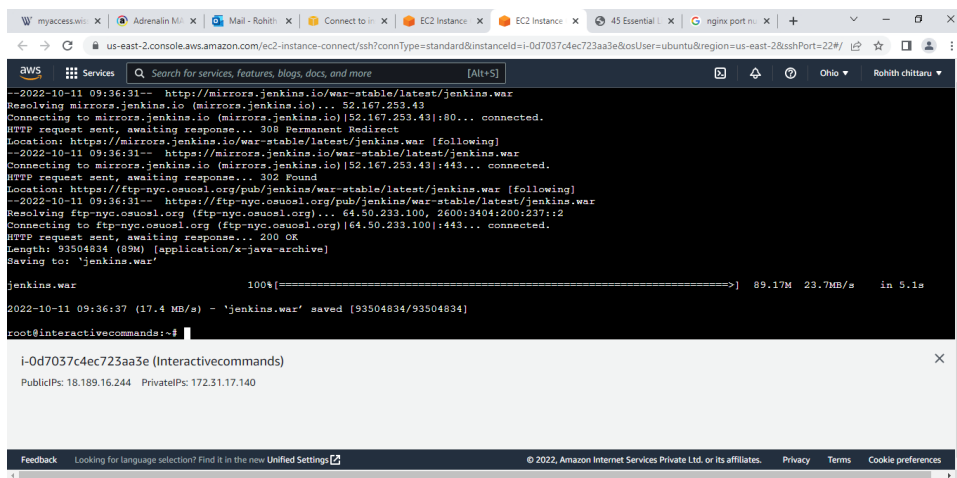 myaccess.wis
Adrenalin MA
Mail - Rohith
Connect to in
EC2 Instance
EC2 Instance
45 Essential L
nginx port nu
us-east-2.console.aws.amazon.com/ec2-instance-connect/ssh?connType=standard&instanceId=i-0d7037c4ec723aa3e&osUser=ubuntu&region=us-east-2&sshPort=22#/
aws Services Search for services, features, blogs, docs, and more [Alt+S] Ohio Rohith chittaru
--2022-10-11 09:36:31-- http://mirrors.jenkins.io/war-stable/latest/jenkins.war
Resolving mirrors.jenkins.io (mirrors.jenkins.io)... 52.167.253.43
Connecting to mirrors.jenkins.io (mirrors.jenkins.io)|52.167.253.43|:80... connected.
HTTP request sent, awaiting response... 308 Permanent Redirect
Location: https://mirrors.jenkins.io/war-stable/latest/jenkins.war [following]
--2022-10-11 09:36:31-- https://mirrors.jenkins.io/war-stable/latest/jenkins.war
Connecting to mirrors.jenkins.io (mirrors.jenkins.io)|52.167.253.43|:443... connected.
HTTP request sent, awaiting response... 302 Found
Location: https://ftp-nyc.osuosl.org/pub/jenkins/war-stable/latest/jenkins.war [following]
--2022-10-11 09:36:31-- https://ftp-nyc.osuosl.org/pub/jenkins/war-stable/latest/jenkins.war
Resolving ftp-nyc.osuosl.org (ftp-nyc.osuosl.org)... 64.50.233.100, 2600:3404:200:237::2
Connecting to ftp-nyc.osuosl.org (ftp-nyc.osuosl.org)|64.50.233.100|:443... connected.
HTTP request sent, awaiting response... 200 OK
Length: 93504834 (89M) [application/x-java-archive]
Saving to: ‘jenkins.war’
jenkins.war 100%[=================================================================>] 89.17M 23.7MB/s in 5.1s
2022-10-11 09:36:37 (17.4 MB/s) - ‘jenkins.war’ saved [93504834/93504834]
root@interactivecommands:~#
i-0d7037c4ec723aa3e (Interactivecommands)
PublicIPs: 18.189.16.244 PrivateIPs: 172.31.17.140
Feedback Looking for language selection? Find it in the new Unified Settings © 2022, Amazon Internet Services Private Ltd. or its affiliates. Privacy Terms Cookie preferences